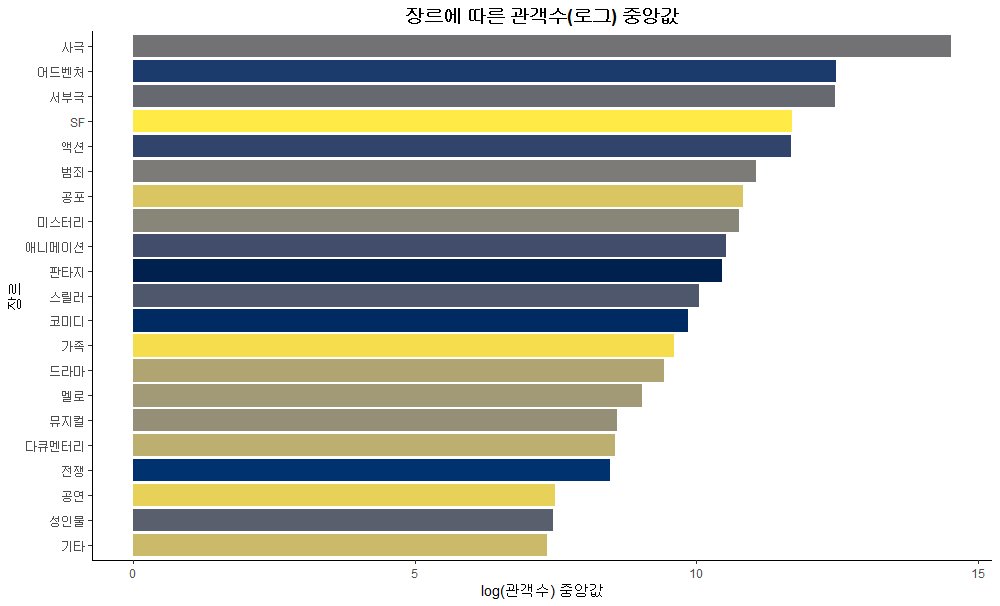 장르에 따른 관객수(로그) 중앙값
장르
사극
어드벤처
서부극
SF
액션
범죄
공포
미스터리
애니메이션
판타지
스릴러
코미디
가족
드라마
멜로
뮤지컬
다큐멘터리
전쟁
공연
성인물
기타
0 5 10 15
log(관객수) 중앙값